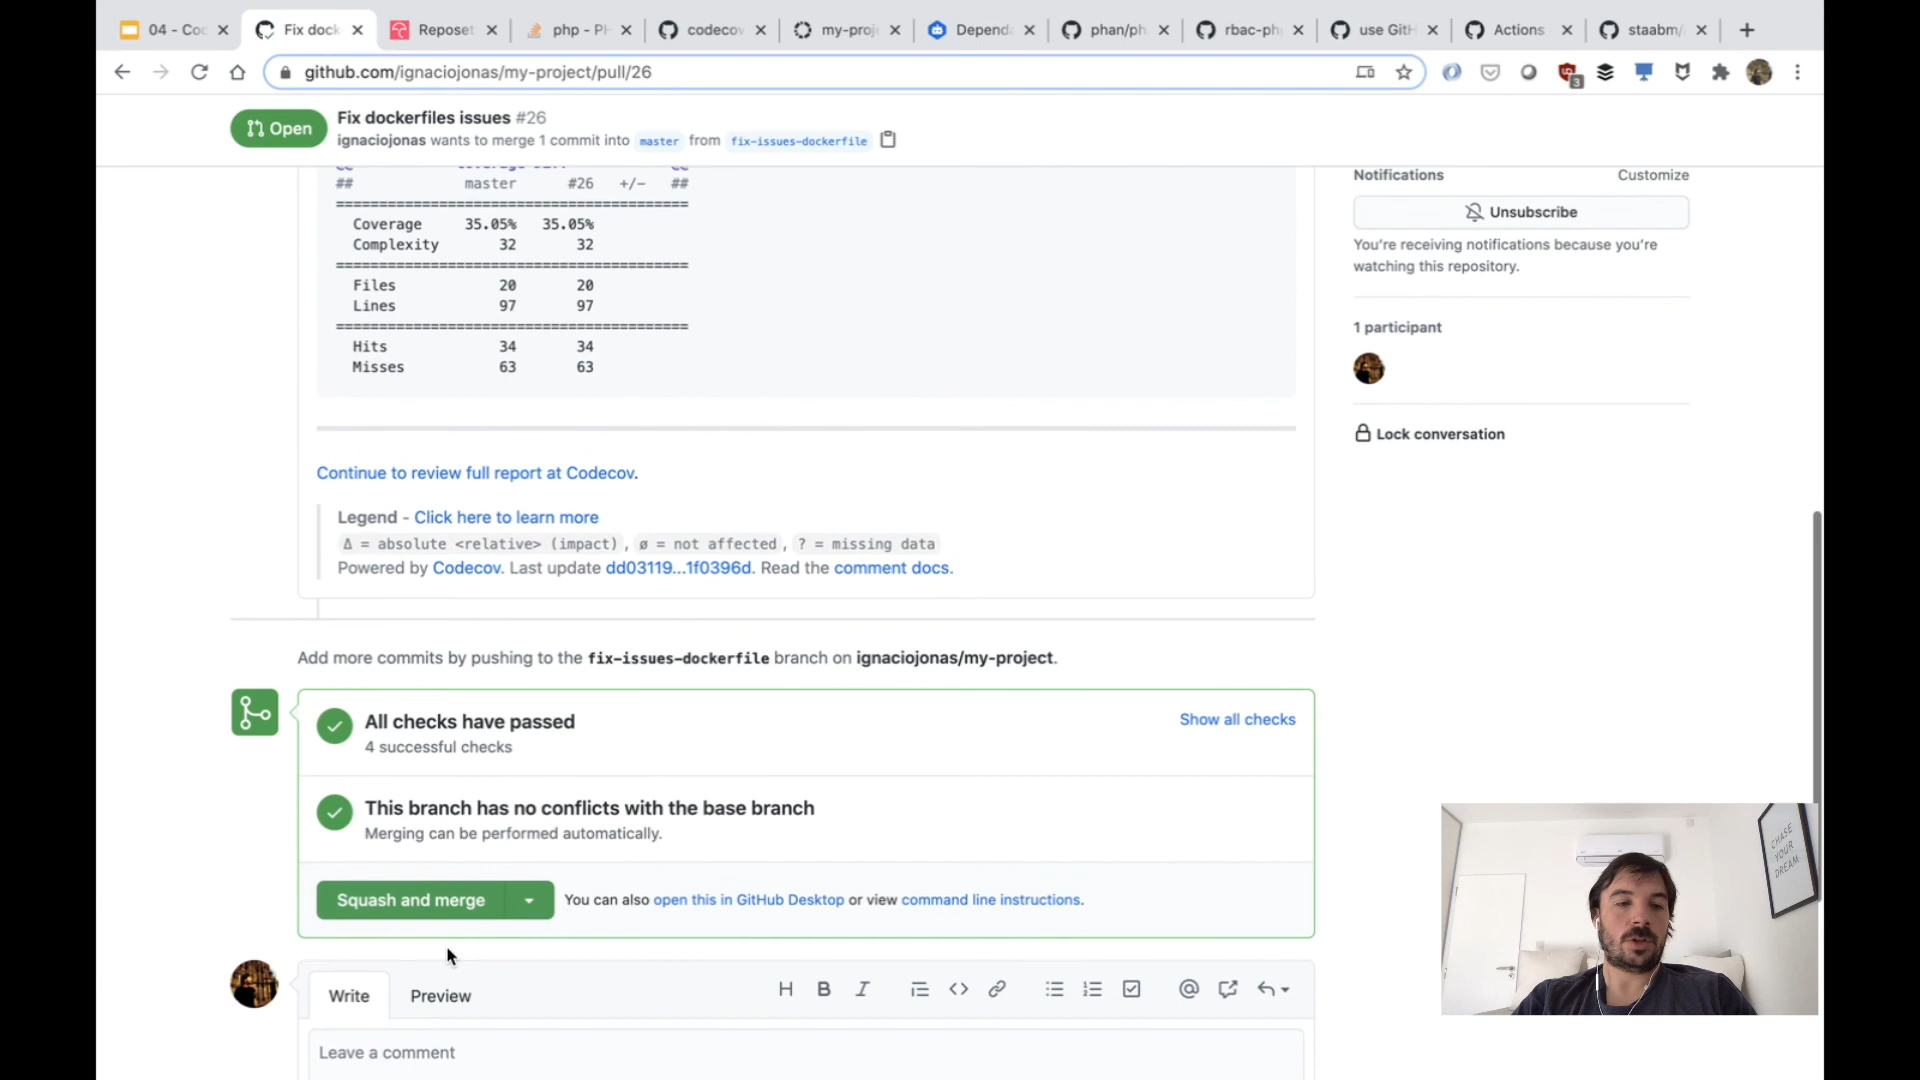 04 - Coc
Fix dock
Reposet
php - PH
codecov
my-proje
Depend
phan/ph
rbac-ph
use GitH
Actions
staabm/
github.com/ignaciojonas/my-project/pull/26
3
Open
Fix dockerfiles issues #26
ignaciojonas wants to merge 1 commit into master from fix-issues-dockerfile
## master #26 +/- ##
=========================================
Coverage 35.05% 35.05%
Complexity 32 32
=========================================
Files 20 20
Lines 97 97
=========================================
Hits 34 34
Misses 63 63
Continue to review full report at Codecov.
Legend - Click here to learn more
Δ = absolute <relative> (impact), ø = not affected, ? = missing data
Powered by Codecov. Last update dd03119...1f0396d. Read the comment docs.
Add more commits by pushing to the fix-issues-dockerfile branch on ignaciojonas/my-project.
All checks have passed
Show all checks
4 successful checks
This branch has no conflicts with the base branch
Merging can be performed automatically.
Squash and merge
You can also open this in GitHub Desktop or view command line instructions.
Write
Preview
Leave a comment
Notifications
Customize
Unsubscribe
You're receiving notifications because you're
watching this repository.
1 participant
Lock conversation
CHASE
YOUR
DREAM.